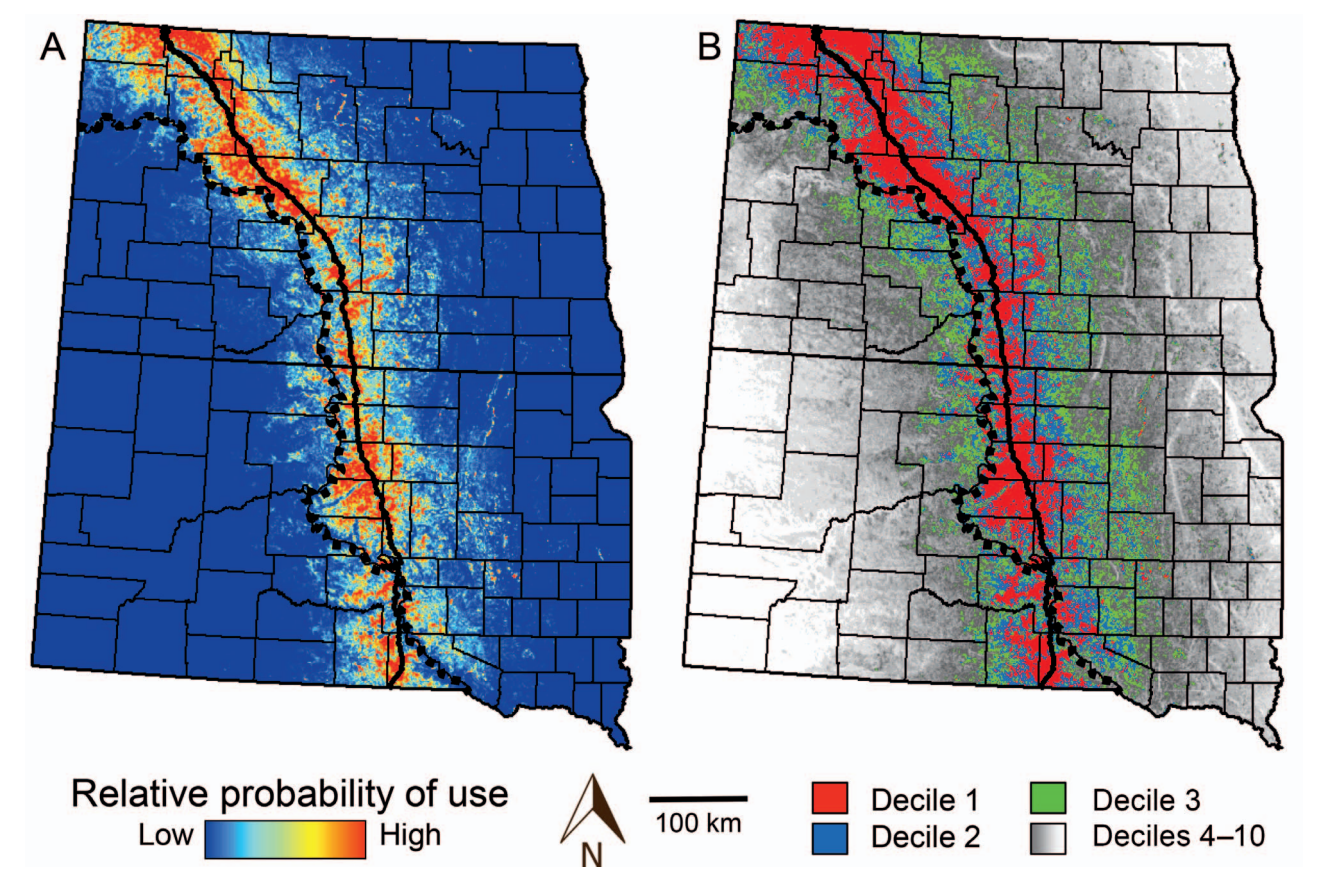 A
B
Relative probability of use
Low
High
N
100 km
Decile 1
Decile 2
Decile 3
Deciles 4–10